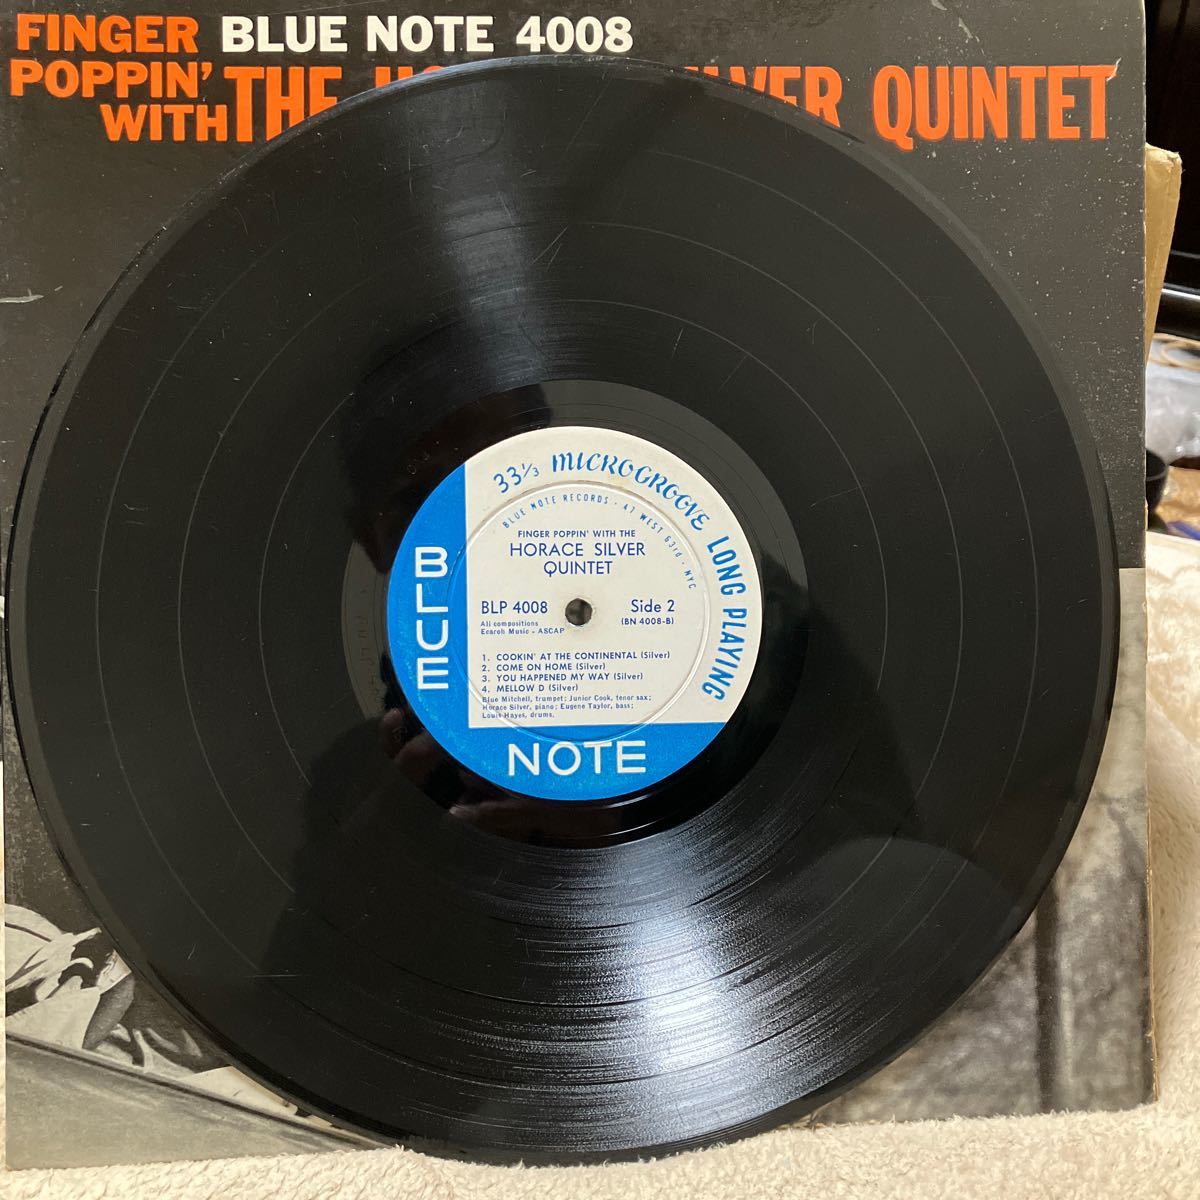 FINGER BLUE NOTE 4008
POPPIN'
WITH THE SILVER QUINTET
33⅓ MICROGROOVE LONG PLAYING
BLUE NOTE RECORDS · 47 WEST 63rd · NYC
FINGER POPPIN' WITH THE
HORACE SILVER
QUINTET
BLP 4008 Side 2
All compositions (BN 4008-B)
Ecaroh Music - ASCAP
1. COOKIN' AT THE CONTINENTAL (Silver)
2. COME ON HOME (Silver)
3. YOU HAPPENED MY WAY (Silver)
4. MELLOW D (Silver)
Blue Mitchell, trumpet; Junior Cook, tenor sax;
Horace Silver, piano; Eugene Taylor, bass;
Louis Hayes, drums.
BLUE
NOTE